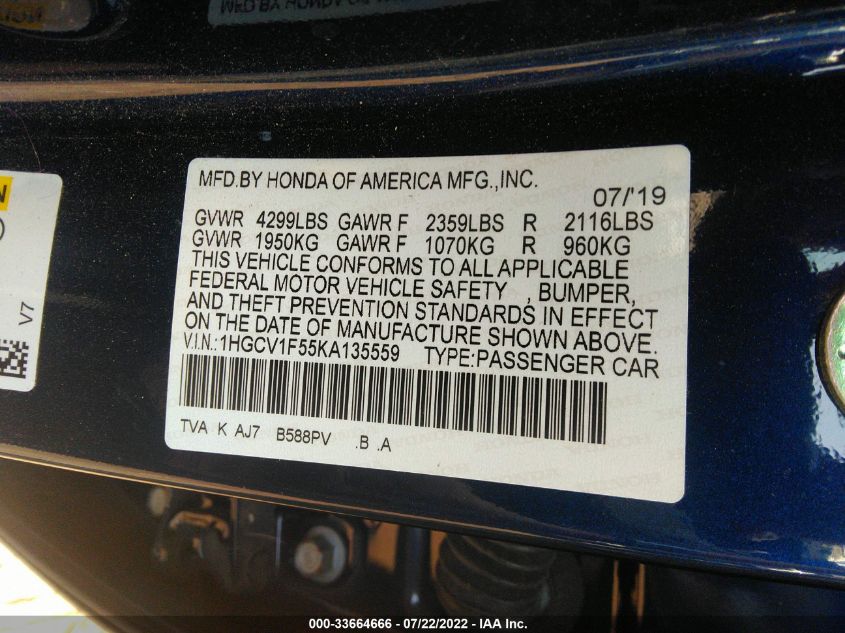 MFD.BY HONDA OF AMERICA MFG.,INC.
07/'19
GVWR 4299LBS GAWR F 2359LBS R 2116LBS
GVWR 1950KG GAWR F 1070KG R 960KG
THIS VEHICLE CONFORMS TO ALL APPLICABLE
FEDERAL MOTOR VEHICLE SAFETY , BUMPER,
AND THEFT PREVENTION STANDARDS IN EFFECT
ON THE DATE OF MANUFACTURE SHOWN ABOVE.
V.I.N.:1HGCV1F55KA135559 TYPE:PASSENGER CAR
TVA K AJ7 B588PV .B .A
V7
000-33664666 - 07/22/2022 - IAA Inc.